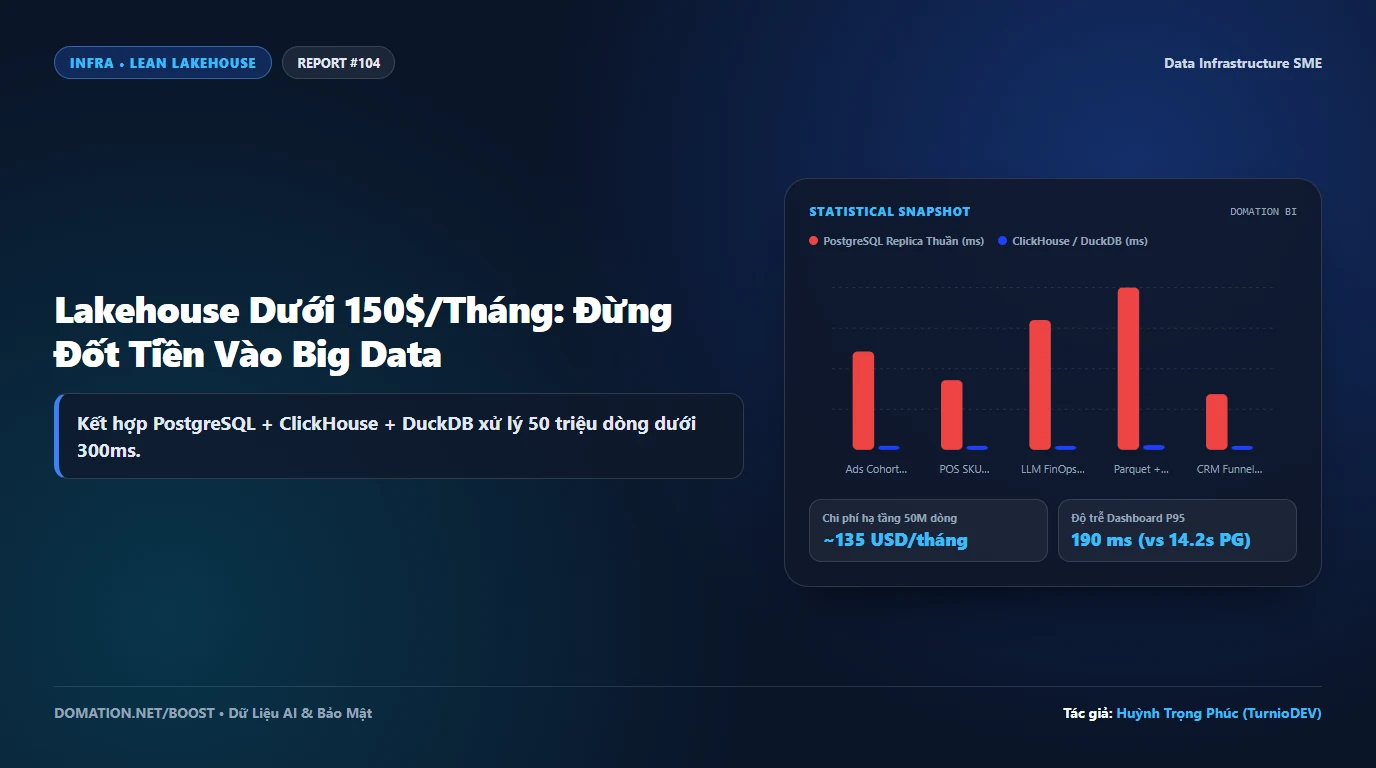 INFRA • LEAN LAKEHOUSE
REPORT #104
Data Infrastructure SME
Lakehouse Dưới 150$/Tháng: Đừng
Đốt Tiền Vào Big Data
Kết hợp PostgreSQL + ClickHouse + DuckDB xử lý 50 triệu dòng dưới
300ms.
STATISTICAL SNAPSHOT
DOMATION BI
PostgreSQL Replica Thuần (ms)
ClickHouse / DuckDB (ms)
Ads Cohort...
POS SKU...
LLM FinOps...
Parquet +...
CRM Funnel...
Chi phí hạ tầng 50M dòng
~135 USD/tháng
Độ trễ Dashboard P95
190 ms (vs 14.2s PG)
DOMATION.NET/BOOST • Dữ Liệu AI & Bảo Mật
Tác giả: Huỳnh Trọng Phúc (TurnioDEV)